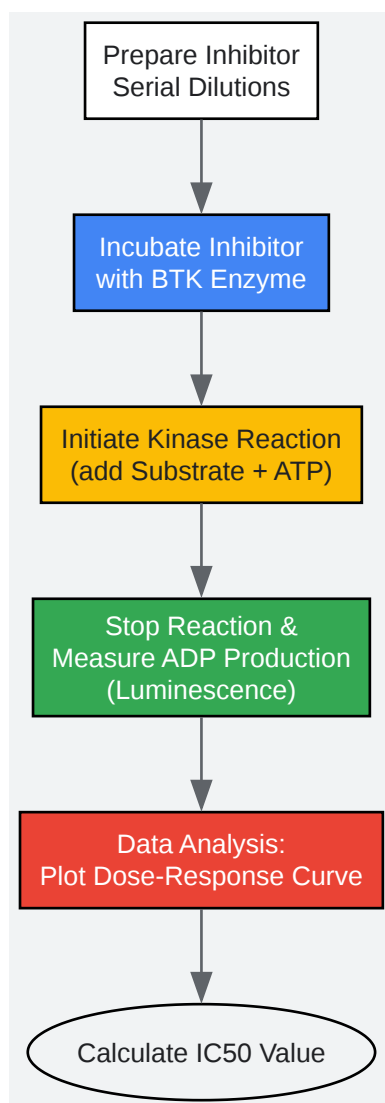 Prepare Inhibitor
Serial Dilutions
Incubate Inhibitor
with BTK Enzyme
Initiate Kinase Reaction
(add Substrate + ATP)
Stop Reaction &
Measure ADP Production
(Luminescence)
Data Analysis:
Plot Dose-Response Curve
Calculate IC50 Value